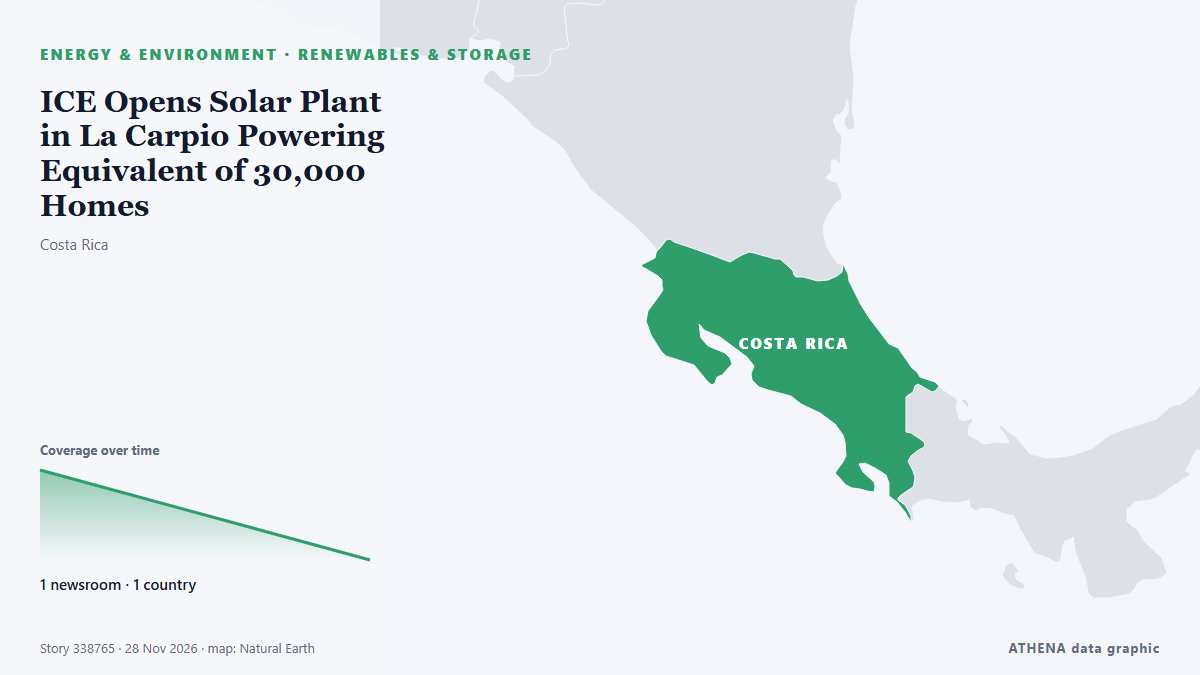 ENERGY & ENVIRONMENT · RENEWABLES & STORAGE
ICE Opens Solar Plant
in La Carpio Powering
Equivalent of 30,000
Homes
Costa Rica
COSTA RICA
Coverage over time
1 newsroom · 1 country
Story 338765 · 28 Nov 2026 · map: Natural Earth
ATHENA data graphic